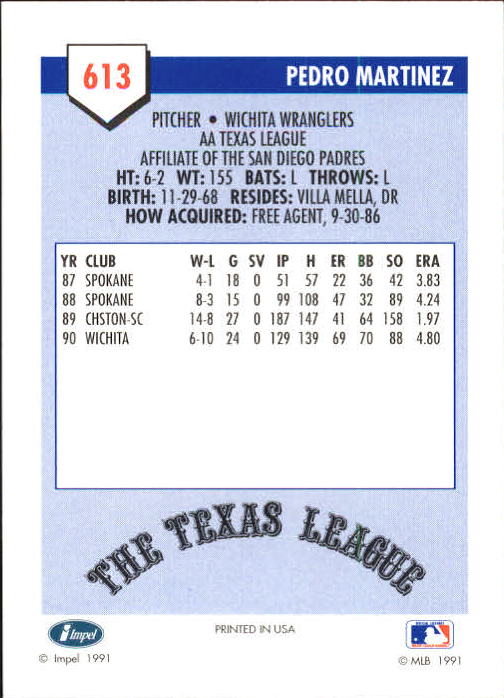 613
PEDRO MARTINEZ
PITCHER • WICHITA WRANGLERS
AA TEXAS LEAGUE
AFFILIATE OF THE SAN DIEGO PADRES
HT: 6-2 WT: 155 BATS: L THROWS: L
BIRTH: 11-29-68 RESIDES: VILLA MELLA, DR
HOW ACQUIRED: FREE AGENT, 9-30-86
YR CLUB W-L G SV IP H ER BB SO ERA
87 SPOKANE 4-1 18 0 51 57 22 36 42 3.83
88 SPOKANE 8-3 15 0 99 108 47 32 89 4.24
89 CHSTON-SC 14-8 27 0 187 147 41 64 158 1.97
90 WICHITA 6-10 24 0 129 139 69 70 88 4.80
THE TEXAS LEAGUE
Impel
PRINTED IN USA
© Impel 1991
© MLB 1991